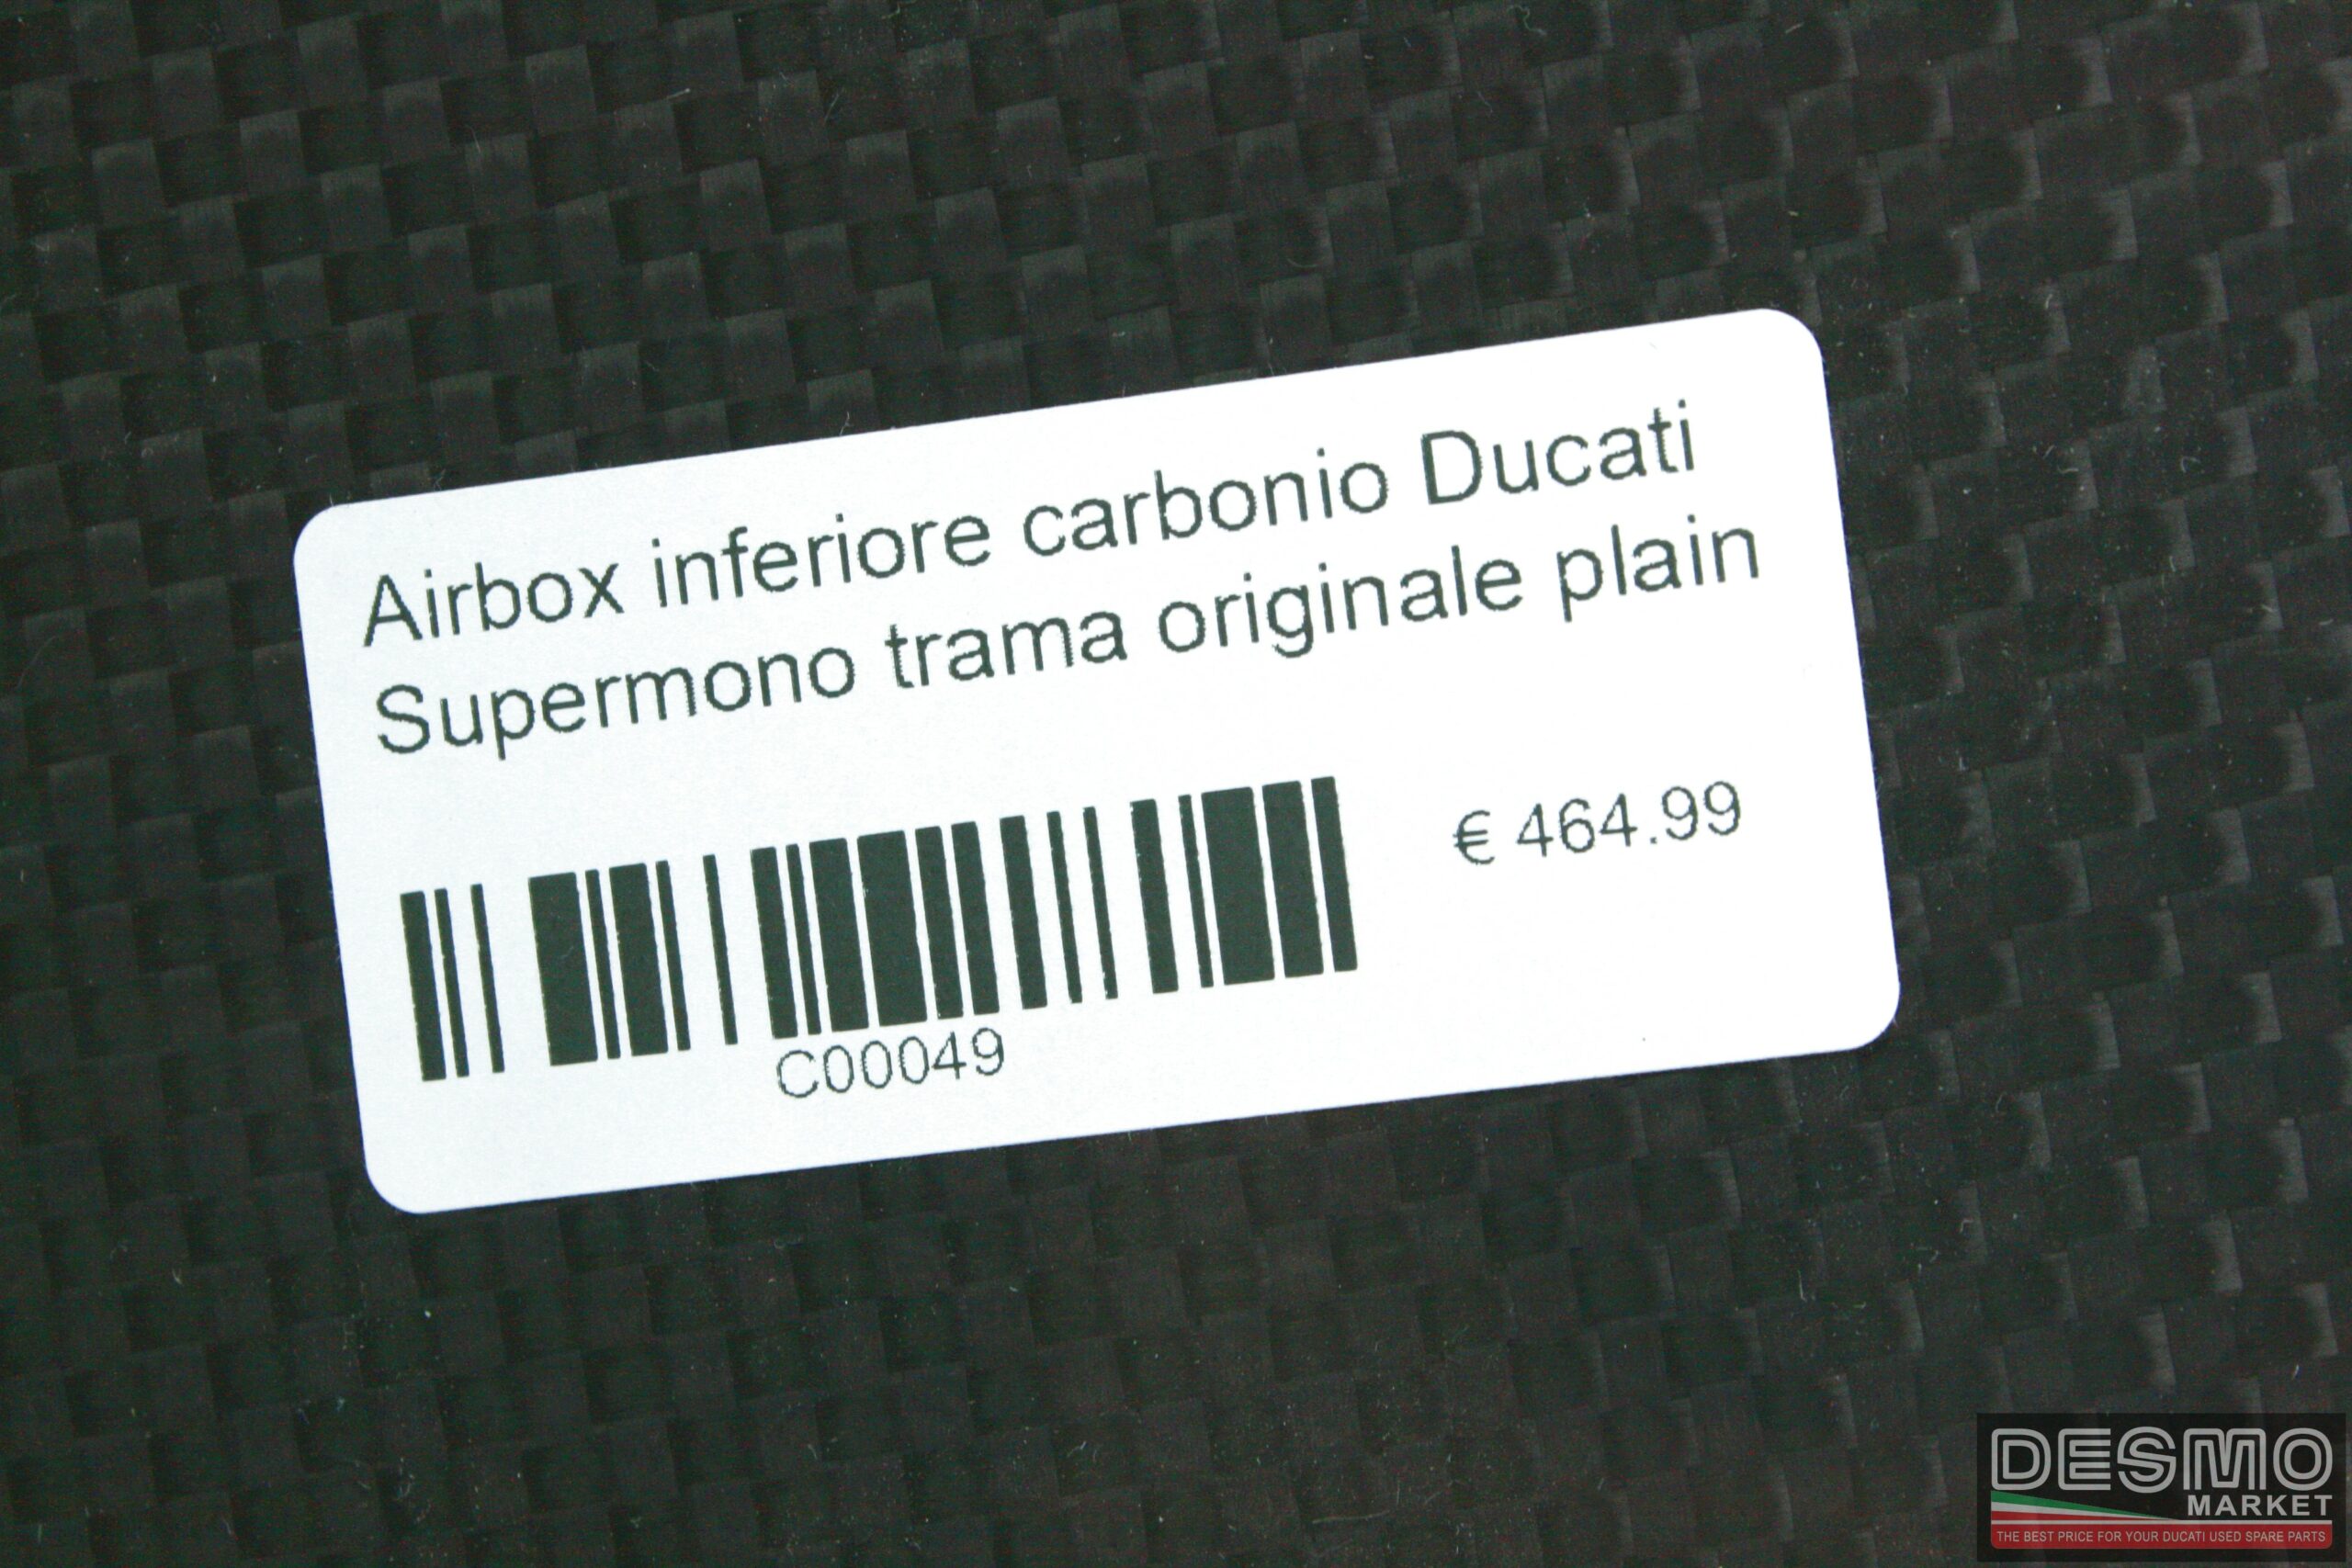 Airbox inferiore carbonio Ducati
Supermono trama originale plain
€ 464.99
C00049
DESMO
MARKET
THE BEST PRICE FOR YOUR DUCATI USED SPARE PARTS